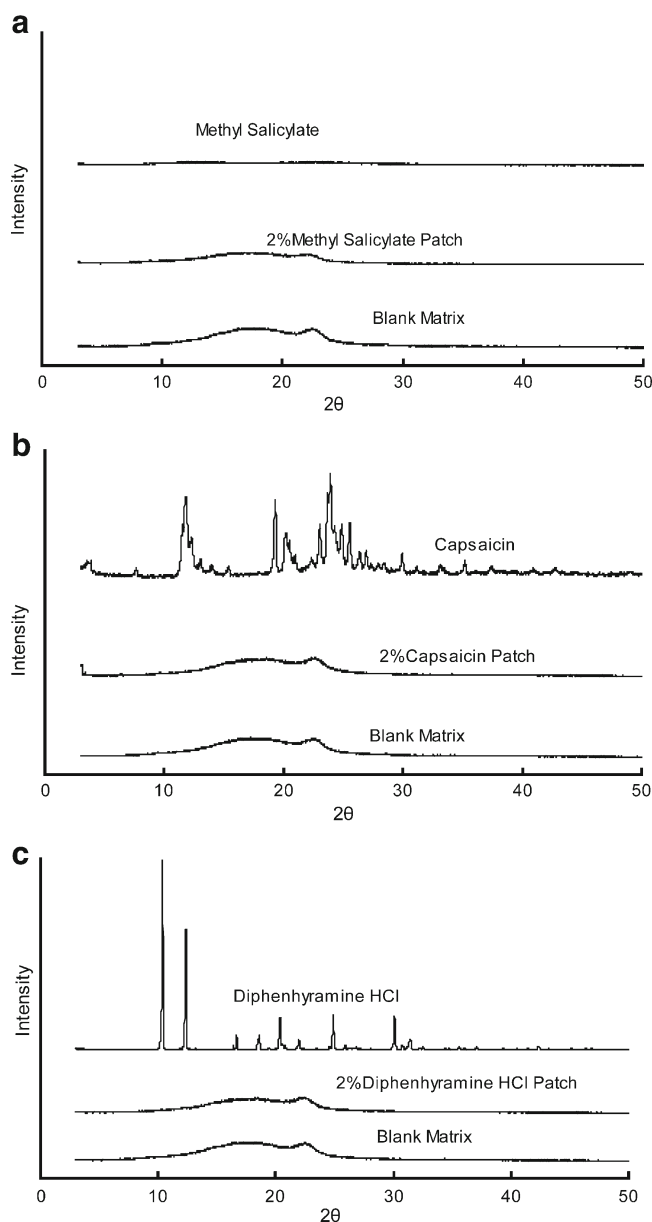 a
Intensity
Methyl Salicylate
2%Methyl Salicylate Patch
Blank Matrix
0 10 20 30 40 50
2θ
b
Intensity
Capsaicin
2%Capsaicin Patch
Blank Matrix
0 10 20 30 40 50
2θ
c
Intensity
Diphenhyramine HCl
2%Diphenhyramine HCl Patch
Blank Matrix
0 10 20 30 40 50
2θ